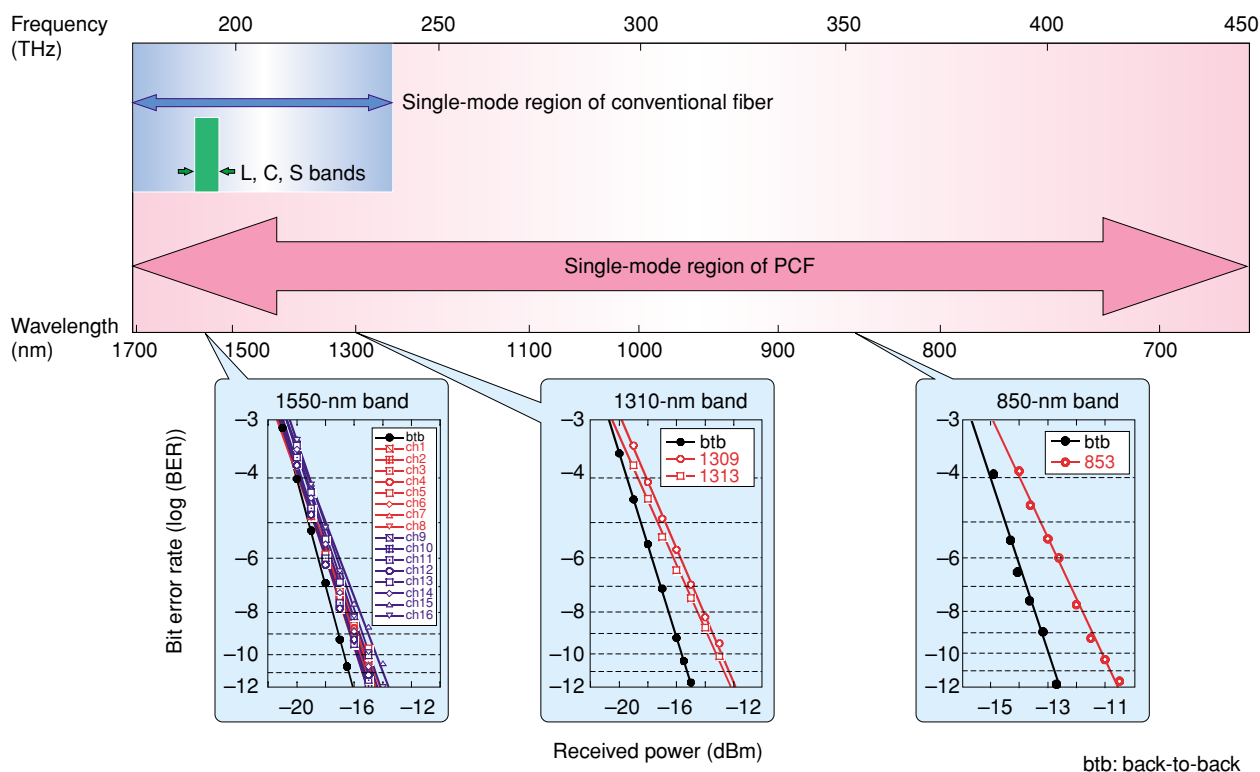 Frequency
(THz)
200 250 300 350 400 450
Single-mode region of conventional fiber
L, C, S bands
Single-mode region of PCF
Wavelength
(nm)
1700 1500 1300 1100 1000 900 800 700
1550-nm band
–3
–4
–6
–8
–10
–12
btb
ch1
ch2
ch3
ch4
ch5
ch6
ch7
ch8
ch9
ch10
ch11
ch12
ch13
ch14
ch15
ch16
–20 –16 –12
1310-nm band
–3
–4
–6
–8
–10
–12
btb
1309
1313
–20 –16 –12
850-nm band
–3
–4
–6
–8
–10
–12
btb
853
–15 –13 –11
Bit error rate (log (BER))
Received power (dBm)
btb: back-to-back